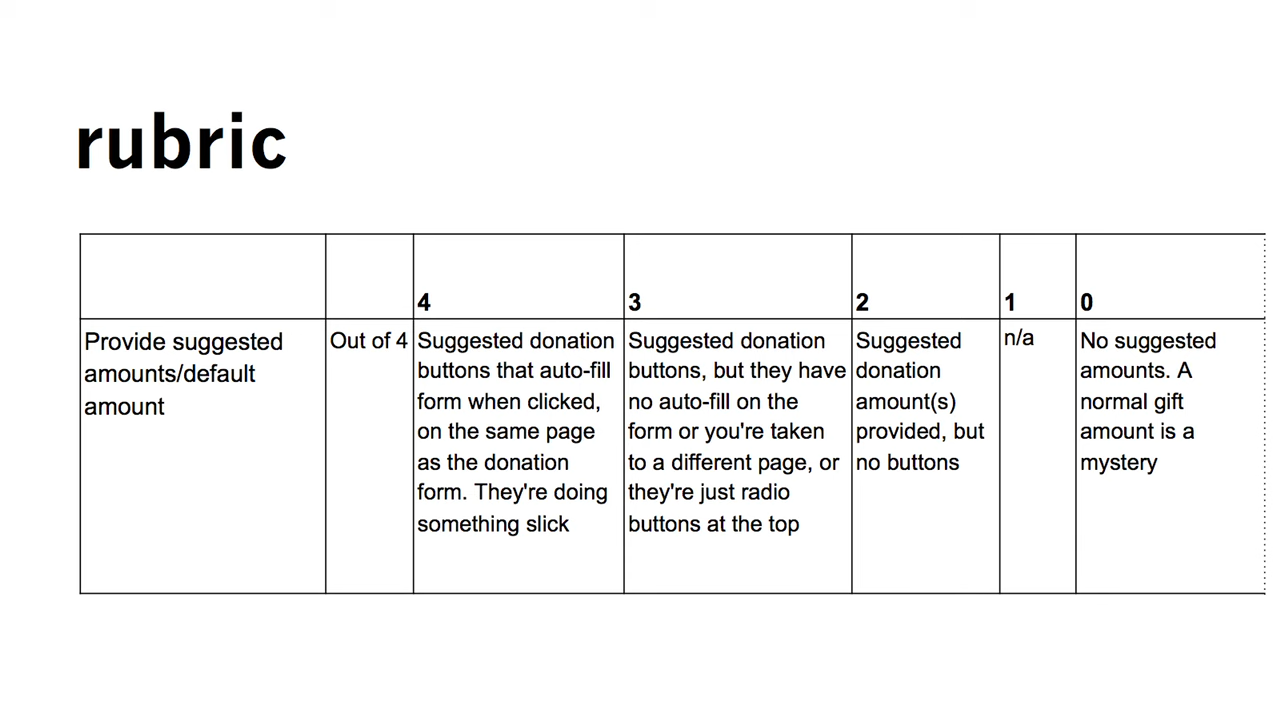 rubric
4 3 2 1 0
Provide suggested amounts/default amount
Out of 4
Suggested donation
buttons that auto-fill
form when clicked,
on the same page
as the donation
form. They're doing
something slick
Suggested donation
buttons, but they have
no auto-fill on the
form or you're taken
to a different page, or
they're just radio
buttons at the top
Suggested
donation
amount(s)
provided, but
no buttons
n/a
No suggested
amounts. A
normal gift
amount is a
mystery